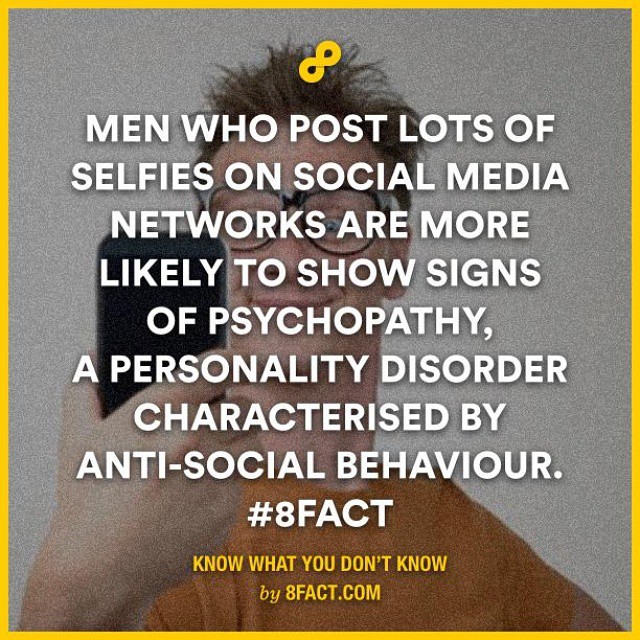 MEN WHO POST LOTS OF
SELFIES ON SOCIAL MEDIA
NETWORKS ARE MORE
LIKELY TO SHOW SIGNS
OF PSYCHOPATHY,
A PERSONALITY DISORDER
CHARACTERISED BY
ANTI-SOCIAL BEHAVIOUR.
#8FACT
KNOW WHAT YOU DON'T KNOW
by 8FACT.COM